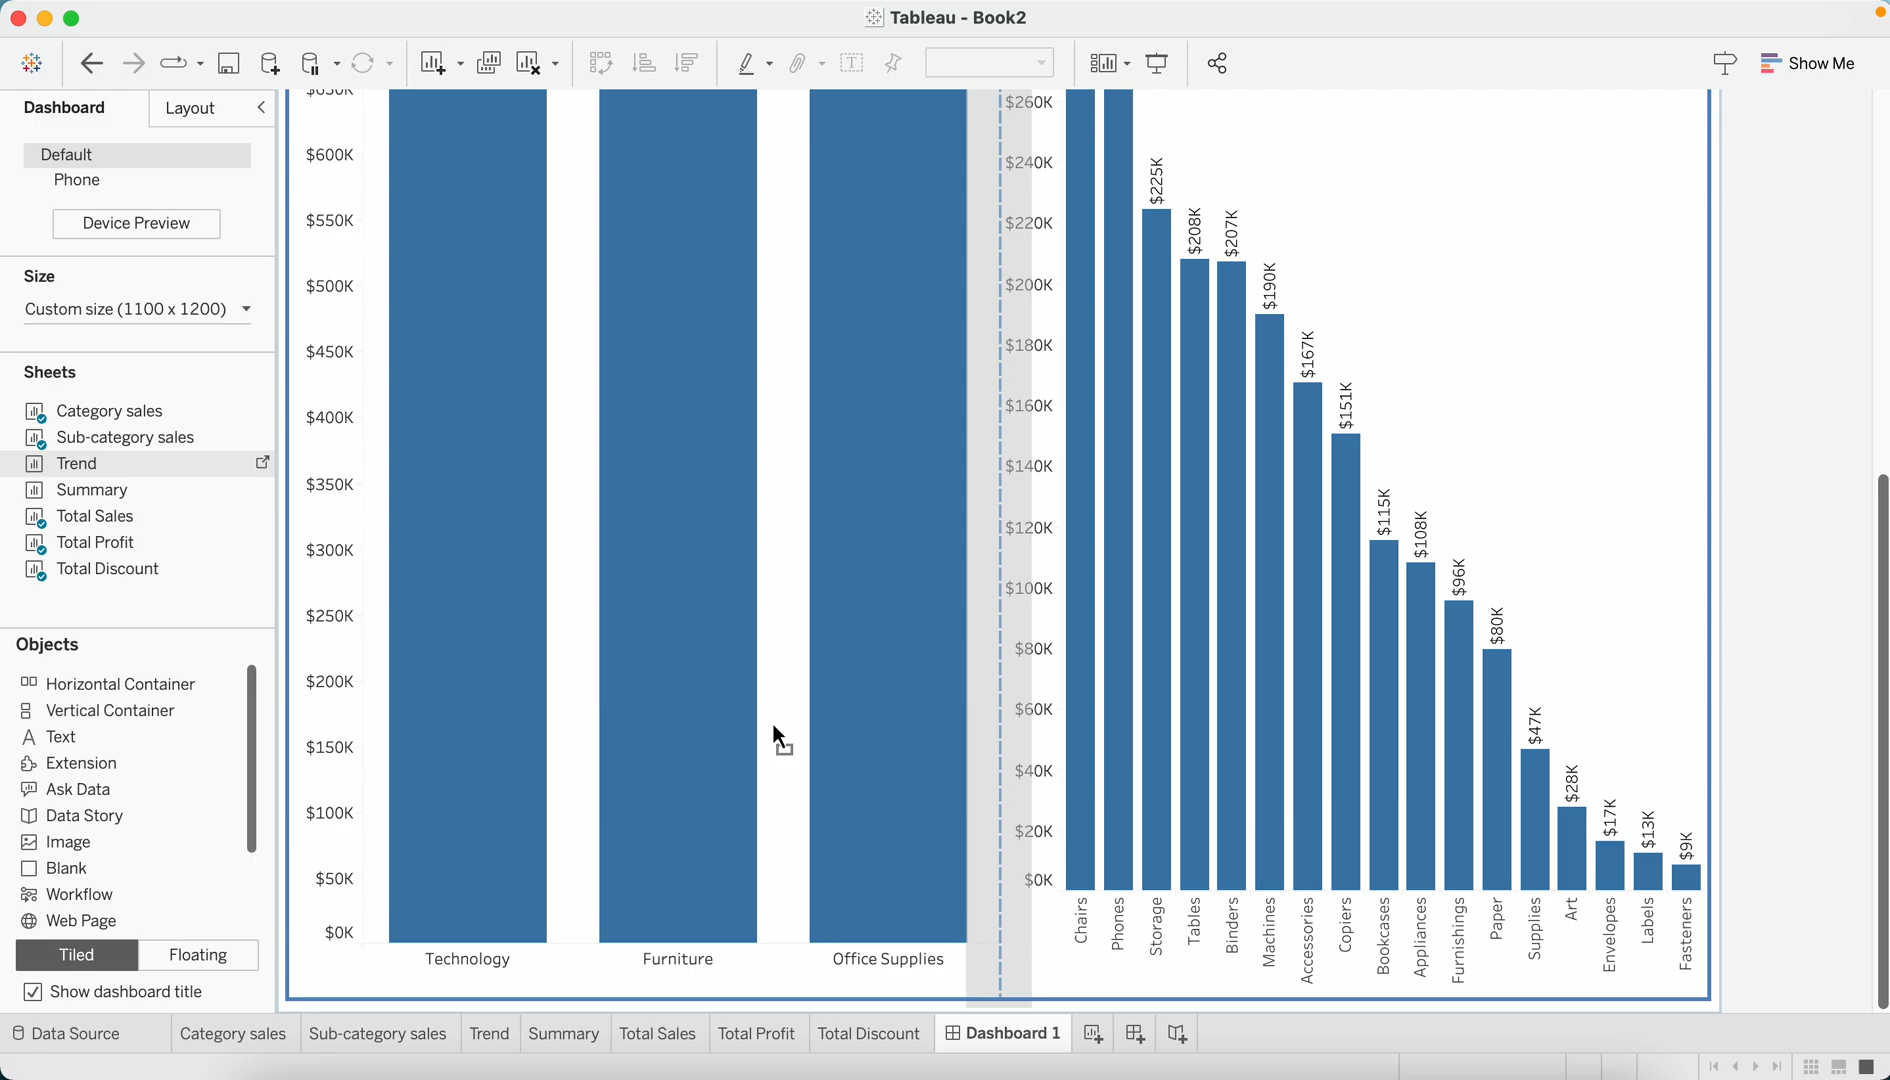 Tableau - Book2
Show Me
Dashboard
Layout
Default
Phone
Device Preview
Size
Custom size (1100 x 1200)
Sheets
Category sales
Sub-category sales
Trend
Summary
Total Sales
Total Profit
Total Discount
Objects
Horizontal Container
Vertical Container
A Text
Extension
Ask Data
Data Story
Image
Blank
Workflow
Web Page
Tiled
Floating
Show dashboard title
$650K
$600K
$550K
$500K
$450K
$400K
$350K
$300K
$250K
$200K
$150K
$100K
$50K
$0K
Technology
Furniture
Office Supplies
$260K
$240K
$220K
$200K
$180K
$160K
$140K
$120K
$100K
$80K
$60K
$40K
$20K
$0K
$225K
$208K
$207K
$190K
$167K
$151K
$115K
$108K
$96K
$80K
$47K
$28K
$17K
$13K
$9K
Chairs
Phones
Storage
Tables
Binders
Machines
Accessories
Copiers
Bookcases
Appliances
Furnishings
Paper
Supplies
Art
Envelopes
Labels
Fasteners
Data Source
Category sales
Sub-category sales
Trend
Summary
Total Sales
Total Profit
Total Discount
Dashboard 1